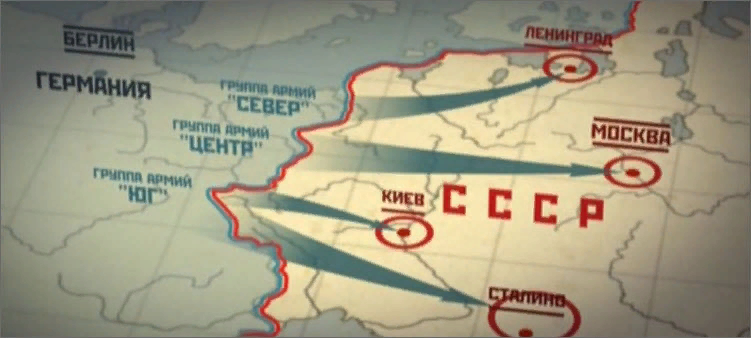 БЕРЛИН
ГЕРМАНИЯ
ГРУППА АРМИЙ
"СЕВЕР"
ГРУППА АРМИЙ
"ЦЕНТР"
ГРУППА АРМИЙ
"ЮГ"
ЛЕНИНГРАД
МОСКВА
КИЕВ
СССР
СТАЛИНО